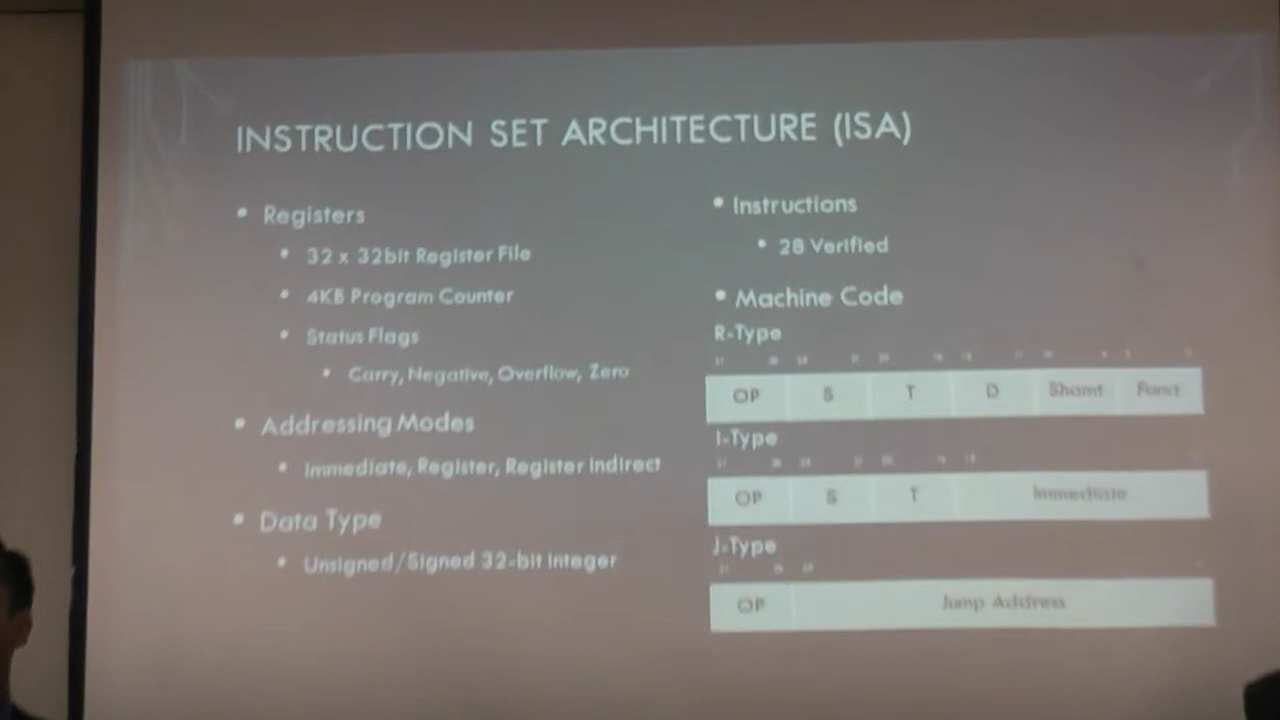 INSTRUCTION SET ARCHITECTURE (ISA)
• Registers
• 32 x 32bit Register File
• 4KB Program Counter
• Status Flags
• Carry, Negative, Overflow, Zero
• Addressing Modes
• Immediate, Register, Register Indirect
• Data Type
• Unsigned/Signed 32-bit Integer
• Instructions
• 28 Verified
• Machine Code
R-Type
OP S T D Shamt Funct
I-Type
OP S T Immediate
J-Type
OP Jump Address